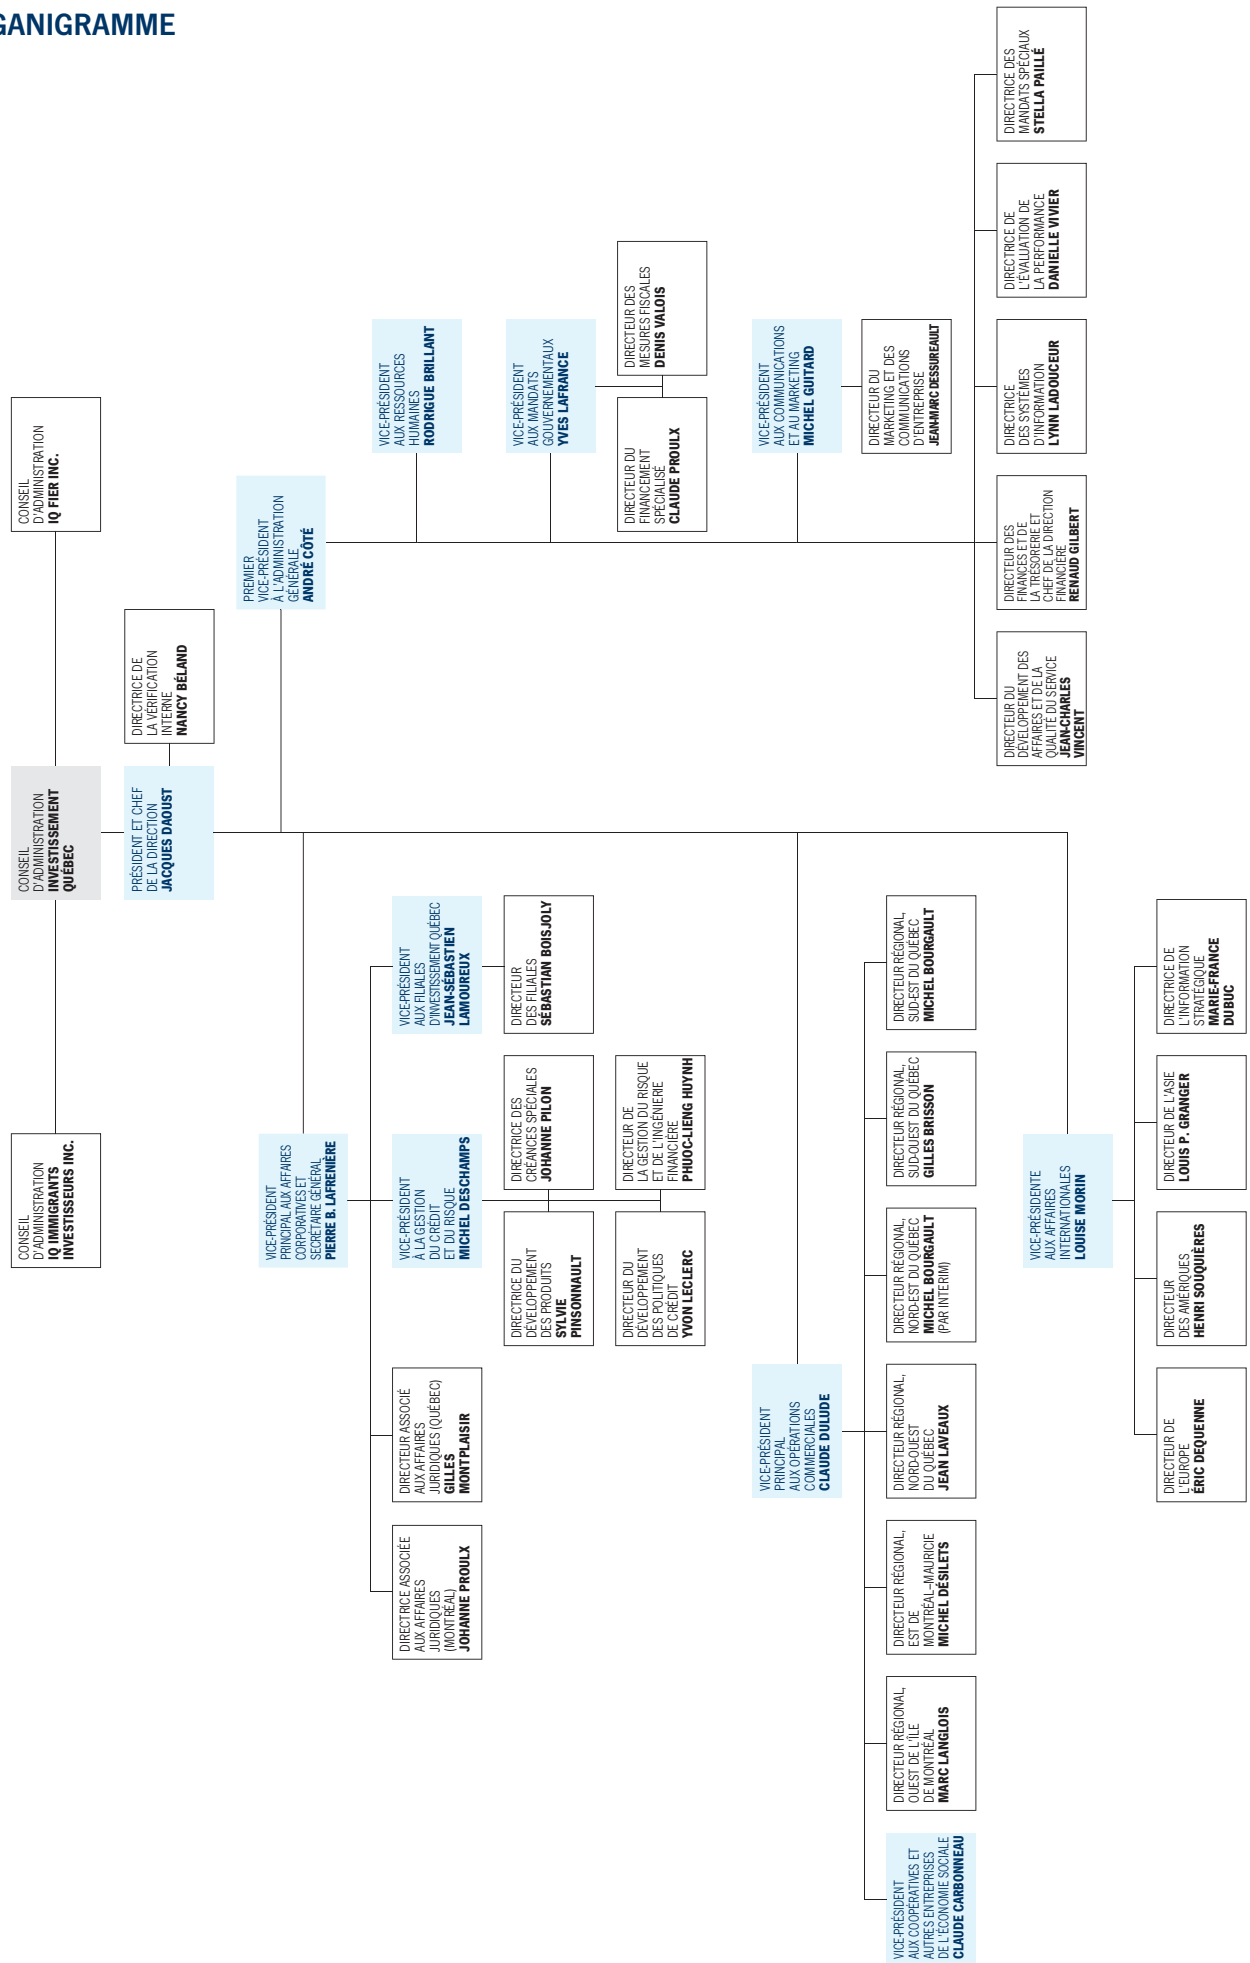 GANIGRAMME
CONSEIL
D'ADMINISTRATION
IQ IMMIGRANTS
INVESTISSEURS INC.
CONSEIL
D'ADMINISTRATION
INVESTISSEMENT
QUÉBEC
CONSEIL
D'ADMINISTRATION
IQ FIER INC.
PRÉSIDENT ET CHEF
DE LA DIRECTION
JACQUES DAOUST
DIRECTRICE DE
LA VÉRIFICATION
INTERNE
NANCY BÉLAND
PREMIER
VICE-PRÉSIDENT
À L'ADMINISTRATION
GÉNÉRALE
ANDRÉ CÔTÉ
VICE-PRÉSIDENT
PRINCIPAL AUX AFFAIRES
CORPORATIVES ET
SECRÉTAIRE GÉNÉRAL
PIERRE B. LAFRENIÈRE
DIRECTRICE ASSOCIÉE
AUX AFFAIRES
JURIDIQUES
(MONTRÉAL)
JOHANNE PROULX
DIRECTEUR ASSOCIÉ
AUX AFFAIRES
JURIDIQUES (QUÉBEC)
GILLES
MONTPLAISIR
VICE-PRÉSIDENT
À LA GESTION
DU CRÉDIT
ET DU RISQUE
MICHEL DESCHAMPS
VICE-PRÉSIDENT
AUX FILIALES
D'INVESTISSEMENT QUÉBEC
JEAN-SÉBASTIEN
LAMOUREUX
DIRECTRICE DU
DÉVELOPPEMENT
DES PRODUITS
SYLVIE
PINSONNAULT
DIRECTRICE DES
CRÉANCES SPÉCIALES
JOHANNE PILON
DIRECTEUR
DES FILIALES
SÉBASTIAN BOISJOLY
DIRECTEUR DU
DÉVELOPPEMENT
DES POLITIQUES
DE CRÉDIT
YVON LECLERC
DIRECTEUR DE
LA GESTION DU RISQUE
ET DE L'INGÉNIERIE
FINANCIÈRE
PHUOC-LIENG HUYNH
VICE-PRÉSIDENT
AUX RESSOURCES
HUMAINES
RODRIGUE BRILLANT
VICE-PRÉSIDENT
AUX MANDATS
GOUVERNEMENTAUX
YVES LAFRANCE
DIRECTEUR DU
FINANCEMENT
SPÉCIALISÉ
CLAUDE PROULX
DIRECTEUR DES
MESURES FISCALES
DENIS VALOIS
VICE-PRÉSIDENT
AUX COMMUNICATIONS
ET AU MARKETING
MICHEL GUITARD
DIRECTEUR DU
MARKETING ET DES
COMMUNICATIONS
D'ENTREPRISE
JEAN-MARC DESSUREAULT
DIRECTEUR DU
DÉVELOPPEMENT DES
AFFAIRES ET DE LA
QUALITÉ DU SERVICE
JEAN-CHARLES
VINCENT
DIRECTEUR DES
FINANCES ET DE
LA TRÉSORERIE ET
CHEF DE LA DIRECTION
FINANCIÈRE
RENAUD GILBERT
DIRECTRICE
DES SYSTÈMES
D'INFORMATION
LYNN LADOUCEUR
DIRECTRICE DE
L'ÉVALUATION DE
LA PERFORMANCE
DANIELLE VIVIER
DIRECTRICE DES
MANDATS SPÉCIAUX
STELLA PAILLÉ
VICE-PRÉSIDENT
PRINCIPAL
AUX OPÉRATIONS
COMMERCIALES
CLAUDE DULUDE
VICE-PRÉSIDENT
AUX COOPÉRATIVES ET
AUTRES ENTREPRISES
DE L'ÉCONOMIE SOCIALE
CLAUDE CARBONNEAU
DIRECTEUR RÉGIONAL,
OUEST DE L'ÎLE
DE MONTRÉAL
MARC LANGLOIS
DIRECTEUR RÉGIONAL,
EST DE
MONTRÉAL–MAURICIE
MICHEL DÉSILETS
DIRECTEUR RÉGIONAL,
NORD-OUEST
DU QUÉBEC
JEAN LAVEAUX
DIRECTEUR RÉGIONAL,
NORD-EST DU QUÉBEC
MICHEL BOURGAULT
(PAR INTERIM)
DIRECTEUR RÉGIONAL,
SUD-OUEST DU QUÉBEC
GILLES BRISSON
DIRECTEUR RÉGIONAL,
SUD-EST DU QUÉBEC
MICHEL BOURGAULT
VICE-PRÉSIDENTE
AUX AFFAIRES
INTERNATIONALES
LOUISE MORIN
DIRECTEUR DE
L'EUROPE
ÉRIC DEQUENNE
DIRECTEUR
DES AMÉRIQUES
HENRI SOUQUIÈRES
DIRECTEUR DE L'ASIE
LOUIS P. GRANGER
DIRECTRICE DE
L'INFORMATION
STRATÉGIQUE
MARIE-FRANCE
DUBUC